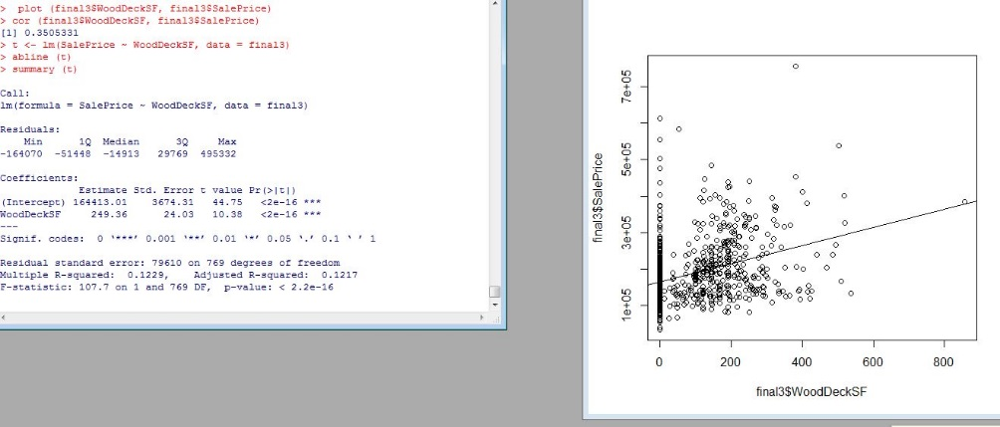 >  plot (final3$WoodDeckSF, final3$SalePrice)
> cor (final3$WoodDeckSF, final3$SalePrice)
[1] 0.3505331
> t <- lm(SalePrice ~ WoodDeckSF, data = final3)
> abline (t)
> summary (t)
Call:
lm(formula = SalePrice ~ WoodDeckSF, data = final3)
Residuals:
Min 1Q Median 3Q Max
-164070 -51448 -14913 29769 495332
Coefficients:
Estimate Std. Error t value Pr(>|t|)
(Intercept) 164413.01 3674.31 44.75 <2e-16 ***
WoodDeckSF 249.36 24.03 10.38 <2e-16 ***
---
Signif. codes:  0 '***' 0.001 '**' 0.01 '*' 0.05 '.' 0.1 ' ' 1
Residual standard error: 79610 on 769 degrees of freedom
Multiple R-squared:  0.1229,    Adjusted R-squared:  0.1217
F-statistic: 107.7 on 1 and 769 DF,  p-value: < 2.2e-16
final3$SalePrice
7e+05
5e+05
3e+05
1e+05
0 200 400 600 800
final3$WoodDeckSF